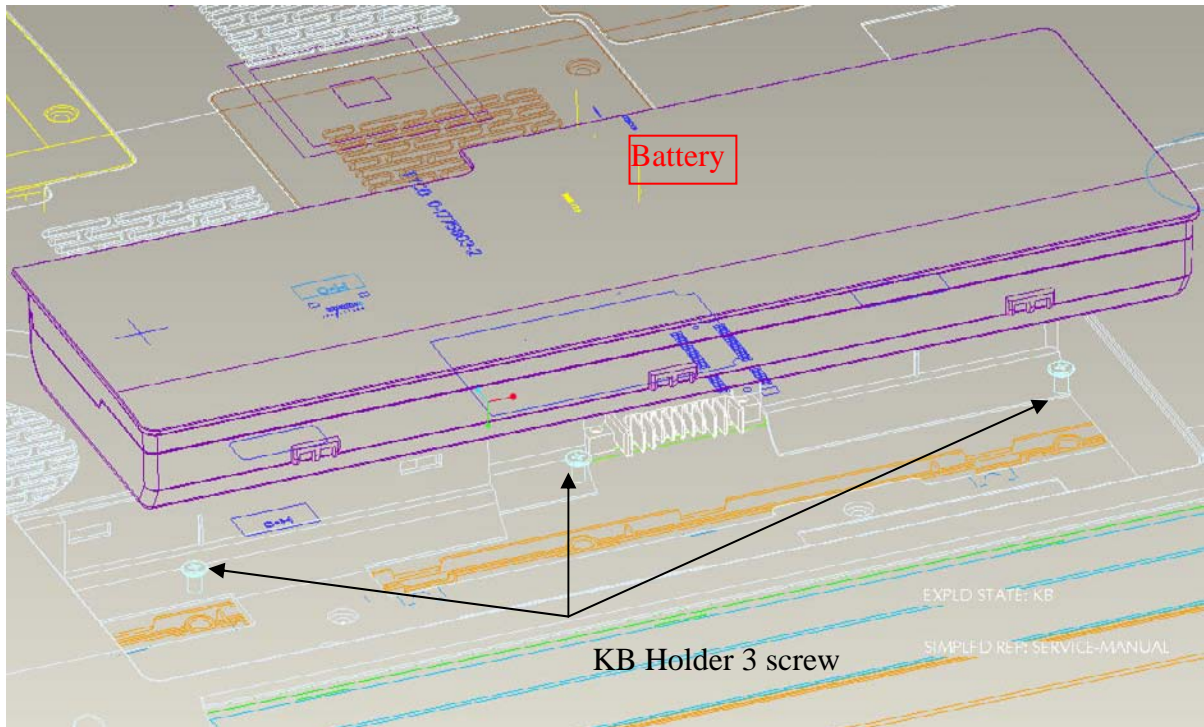 Battery
KB Holder 3 screw
EXPLD STATE: KB
SIMPLFD REP: SERVICE-MANUAL